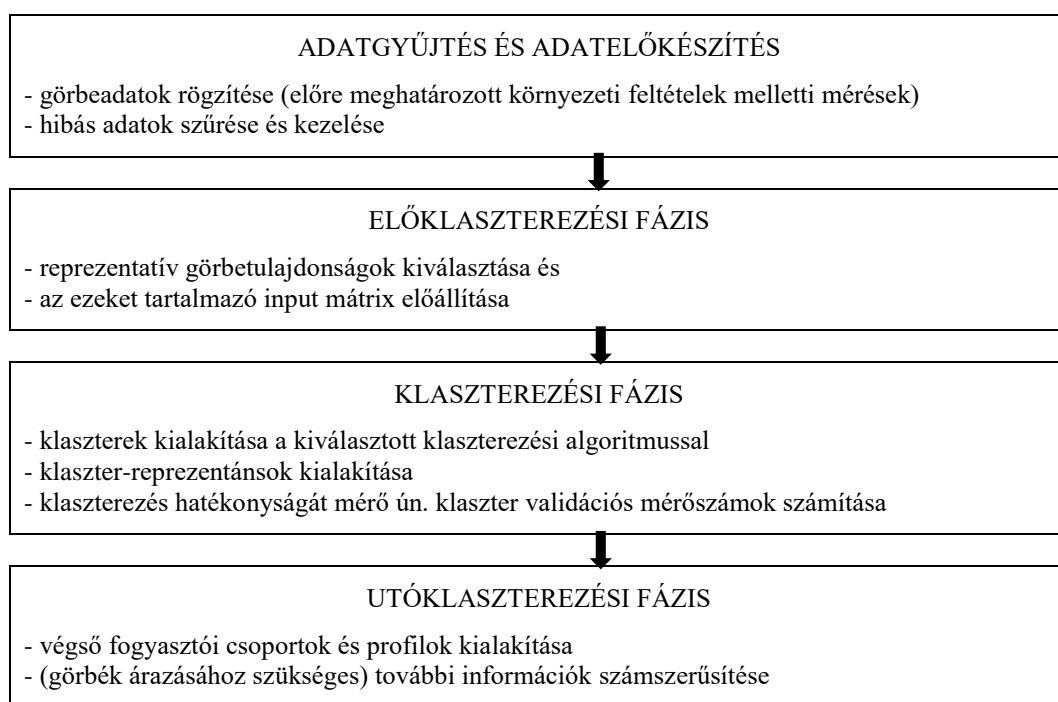 ADATGYŰJTÉS ÉS ADATELŐKÉSZÍTÉS
- görbeadatok rögzítése (előre meghatározott környezeti feltételek melletti mérések)
- hibás adatok szűrése és kezelése
ELŐKLASZTEREZÉSI FÁZIS
- reprezentatív görbetulajdonságok kiválasztása és
- az ezeket tartalmazó input mátrix előállítása
KLASZTEREZÉSI FÁZIS
- klaszterek kialakítása a kiválasztott klaszterezési algoritmussal
- klaszter-reprezentánsok kialakítása
- klaszterezés hatékonyságát mérő ún. klaszter validációs mérőszámok számítása
UTÓKLASZTEREZÉSI FÁZIS
- végső fogyasztói csoportok és profilok kialakítása
- (görbék árazásához szükséges) további információk számszerűsítése